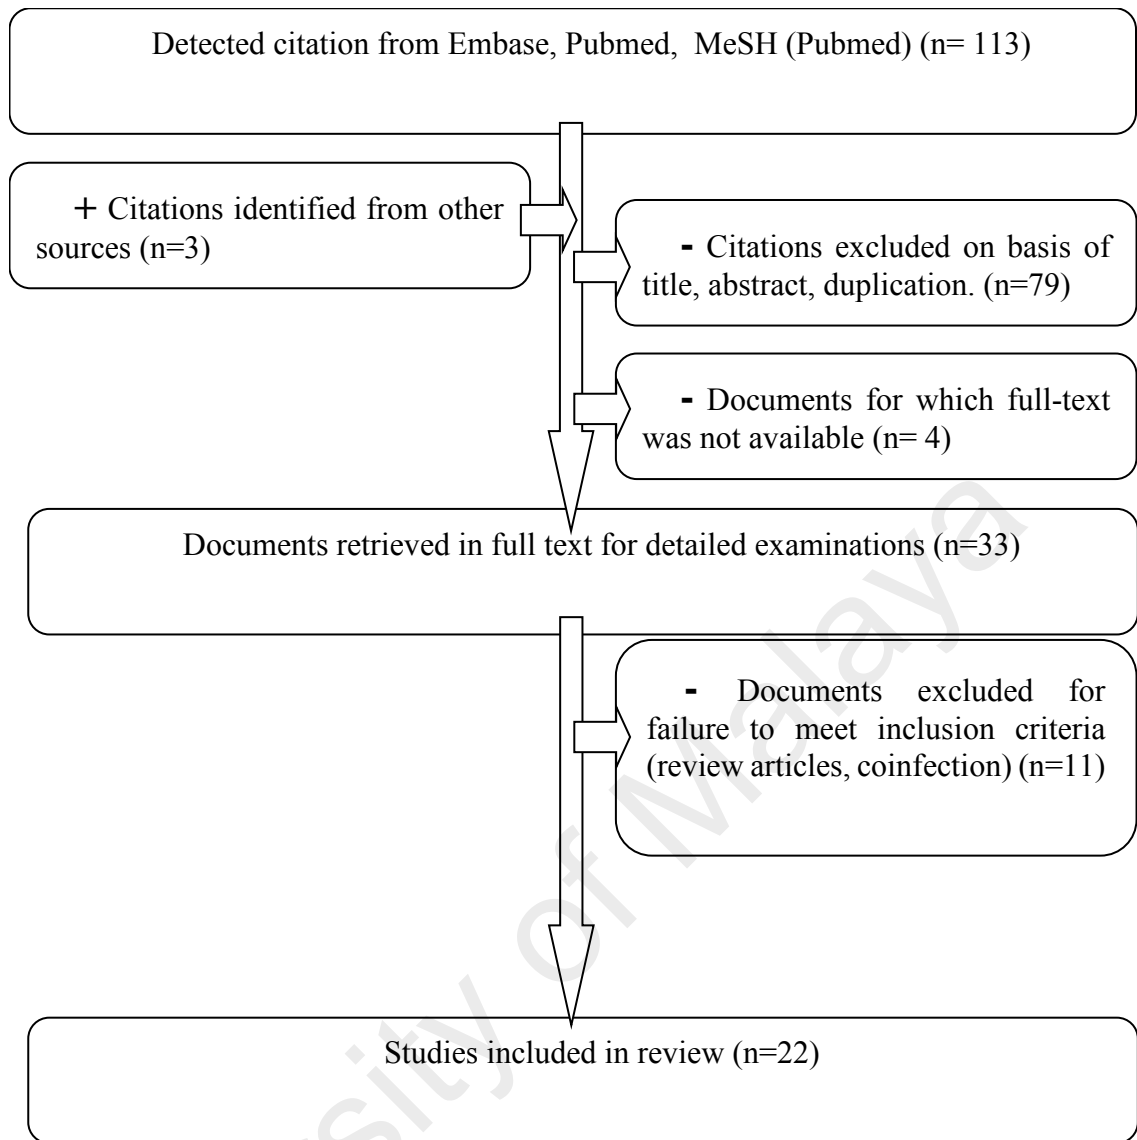 Detected citation from Embase, Pubmed, MeSH (Pubmed) (n= 113)
+ Citations identified from other
sources (n=3)
- Citations excluded on basis of
title, abstract, duplication. (n=79)
- Documents for which full-text
was not available (n= 4)
Documents retrieved in full text for detailed examinations (n=33)
- Documents excluded for
failure to meet inclusion criteria
(review articles, coinfection) (n=11)
Studies included in review (n=22)
rsity of Malaya